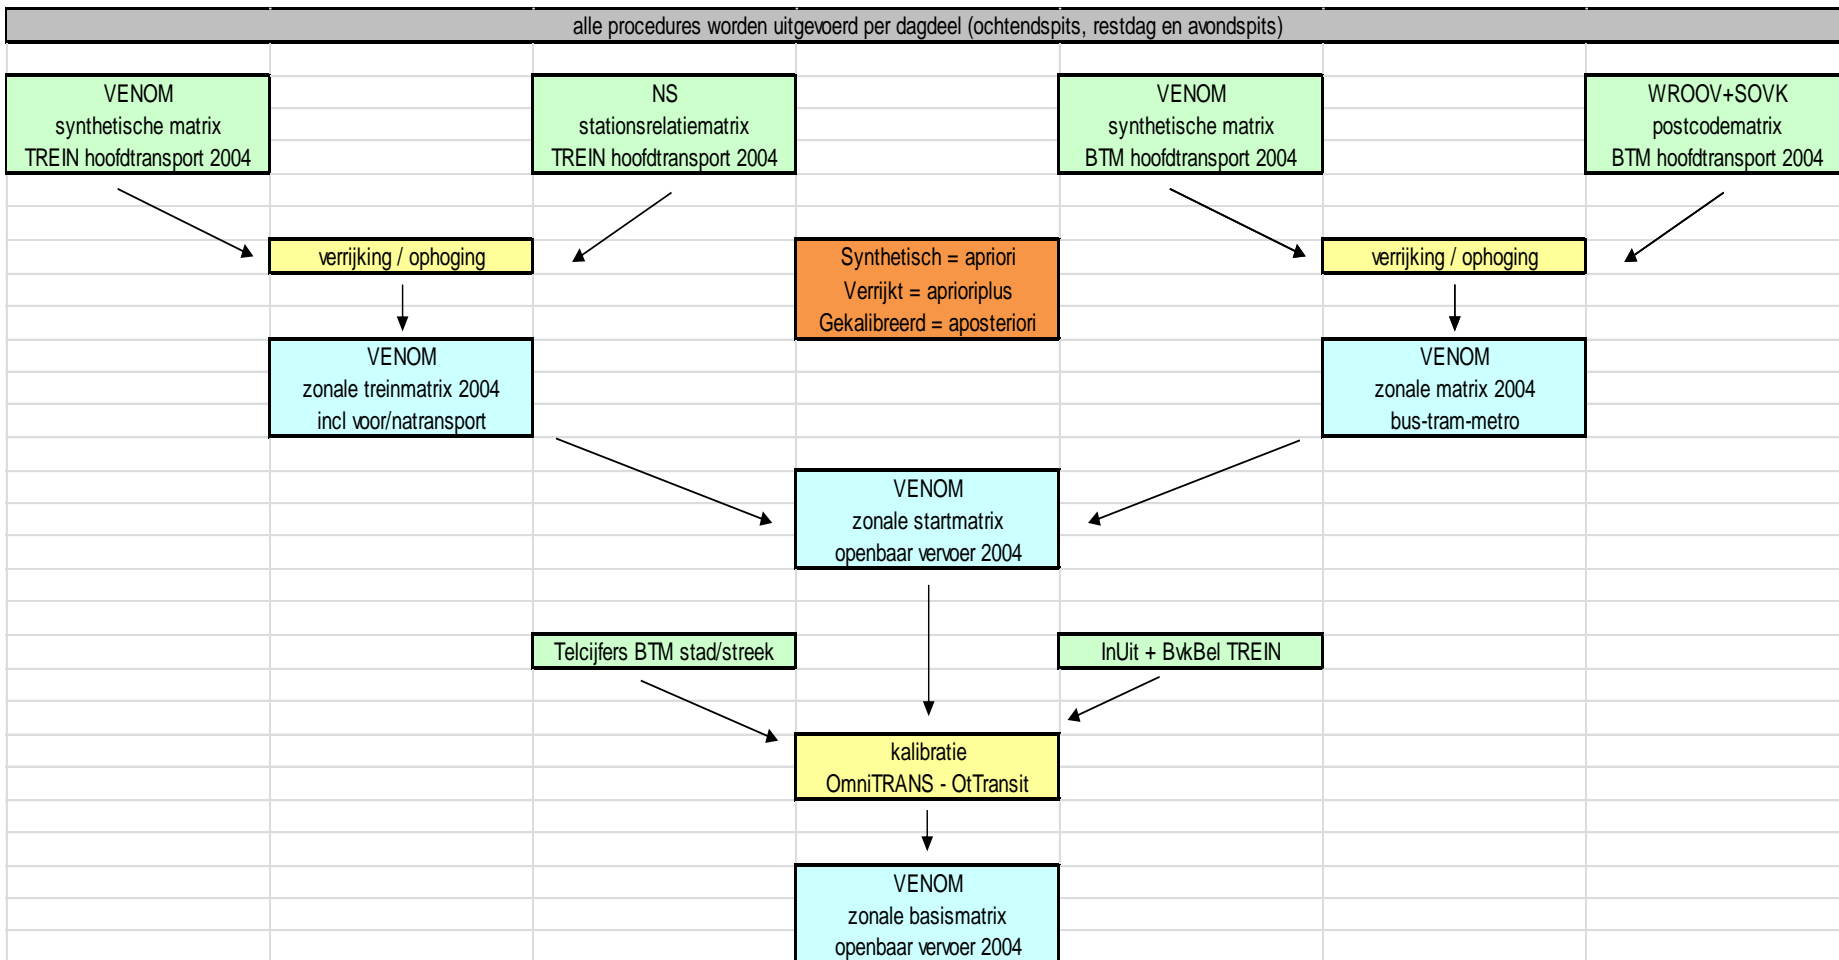 alle procedures worden uitgevoerd per dagdeel (ochtendspits, restdag en avondspits)
VENOM
synthetische matrix
TREIN hoofdtransport 2004
NS
stationsrelatiematrix
TREIN hoofdtransport 2004
VENOM
synthetische matrix
BTM hoofdtransport 2004
WROOV+SOVK
postcodematrix
BTM hoofdtransport 2004
verrijking / ophoging
Synthetisch = apriori
Verrijkt = aprioriplus
Gekalibreerd = aposteriori
verrijking / ophoging
VENOM
zonale treinmatrix 2004
incl voor/natransport
VENOM
zonale matrix 2004
bus-tram-metro
VENOM
zonale startmatrix
openbaar vervoer 2004
Telcijfers BTM stad/streek
InUit + BvkBel TREIN
kalibratie
OmniTRANS - OtTransit
VENOM
zonale basismatrix
openbaar vervoer 2004